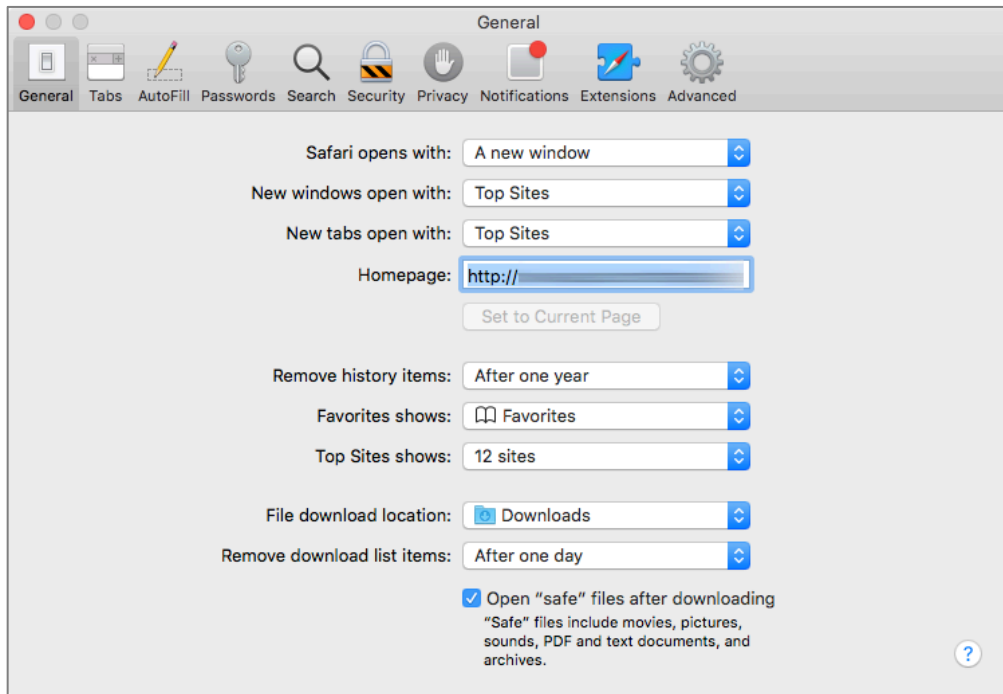 General
General Tabs AutoFill Passwords Search Security Privacy Notifications Extensions Advanced
Safari opens with: A new window
New windows open with: Top Sites
New tabs open with: Top Sites
Homepage: http://
Set to Current Page
Remove history items: After one year
Favorites shows: Favorites
Top Sites shows: 12 sites
File download location: Downloads
Remove download list items: After one day
Open “safe” files after downloading
“Safe” files include movies, pictures,
sounds, PDF and text documents, and
archives.
?